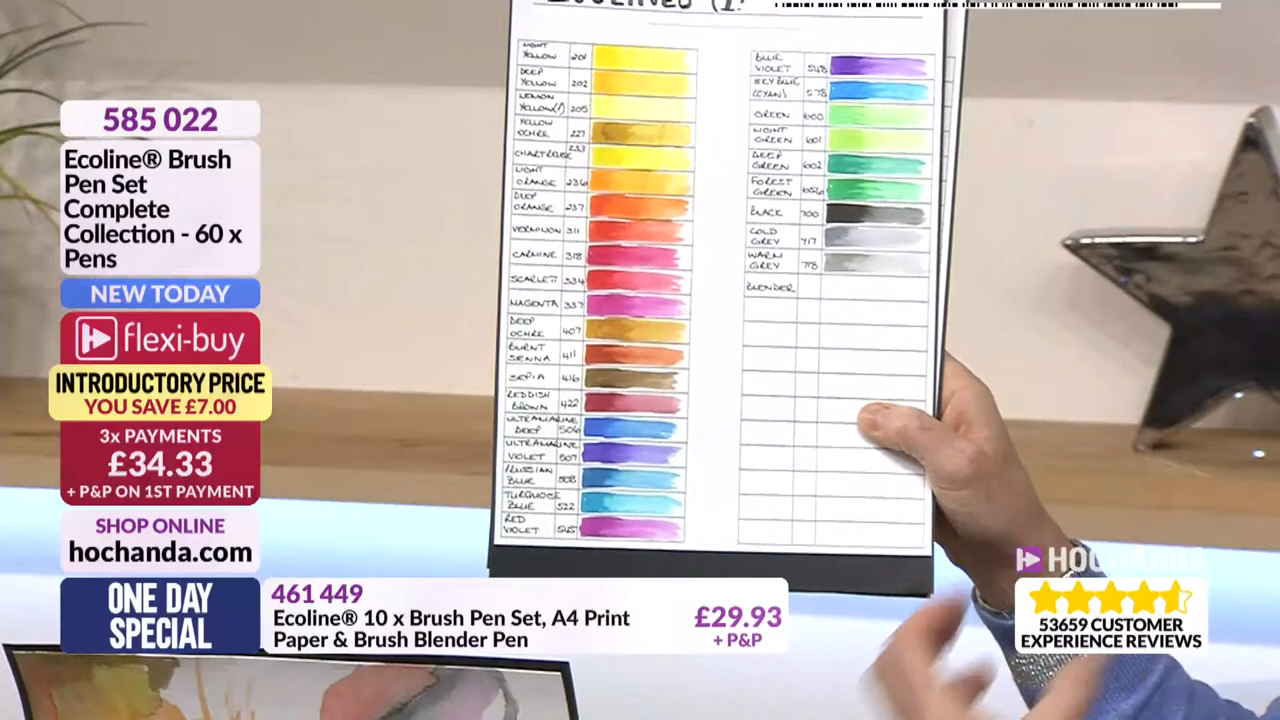 585 022
Ecoline® Brush
Pen Set
Complete
Collection - 60 x
Pens
NEW TODAY
flexi-buy
INTRODUCTORY PRICE
YOU SAVE £7.00
3x PAYMENTS
£34.33
+ P&P ON 1ST PAYMENT
SHOP ONLINE
hochanda.com
ONE DAY
SPECIAL
461 449
Ecoline® 10 x Brush Pen Set, A4 Print
Paper & Brush Blender Pen
£29.93
+ P&P
HOCHANDA
53659 CUSTOMER
EXPERIENCE REVIEWS
LIGHT YELLOW 201
DEEP YELLOW 202
LEMON YELLOW(P) 205
YELLOW OCHRE 227
CHARTREUSE 233
LIGHT ORANGE 236
DEEP ORANGE 237
VERMILION 311
CARMINE 318
SCARLETT 334
MAGENTA 337
DEEP OCHRE 407
BURNT SIENNA 411
SEPIA 416
REDDISH BROWN 422
ULTRAMARINE DEEP 506
ULTRAMARINE VIOLET 507
PRUSSIAN BLUE 508
TURQUOISE BLUE 522
RED VIOLET 545
BLUE VIOLET 548
SKY BLUE (CYAN) 578
GREEN 600
LIGHT GREEN 601
DEEP GREEN 602
FOREST GREEN 656
BLACK 700
COLD GREY 717
WARM GREY 718
BLENDER